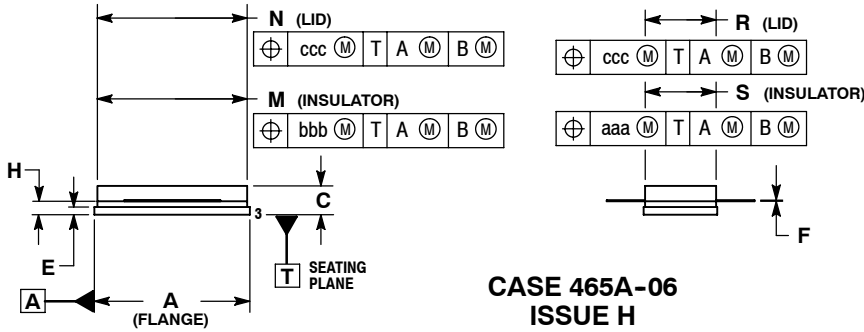 N (LID)
⌖ ccc Ⓜ T A Ⓜ B Ⓜ
M (INSULATOR)
⌖ bbb Ⓜ T A Ⓜ B Ⓜ
R (LID)
⌖ ccc Ⓜ T A Ⓜ B Ⓜ
S (INSULATOR)
⌖ aaa Ⓜ T A Ⓜ B Ⓜ
H
C
3
E
F
T SEATING
PLANE
A
A
(FLANGE)
CASE 465A-06
ISSUE H